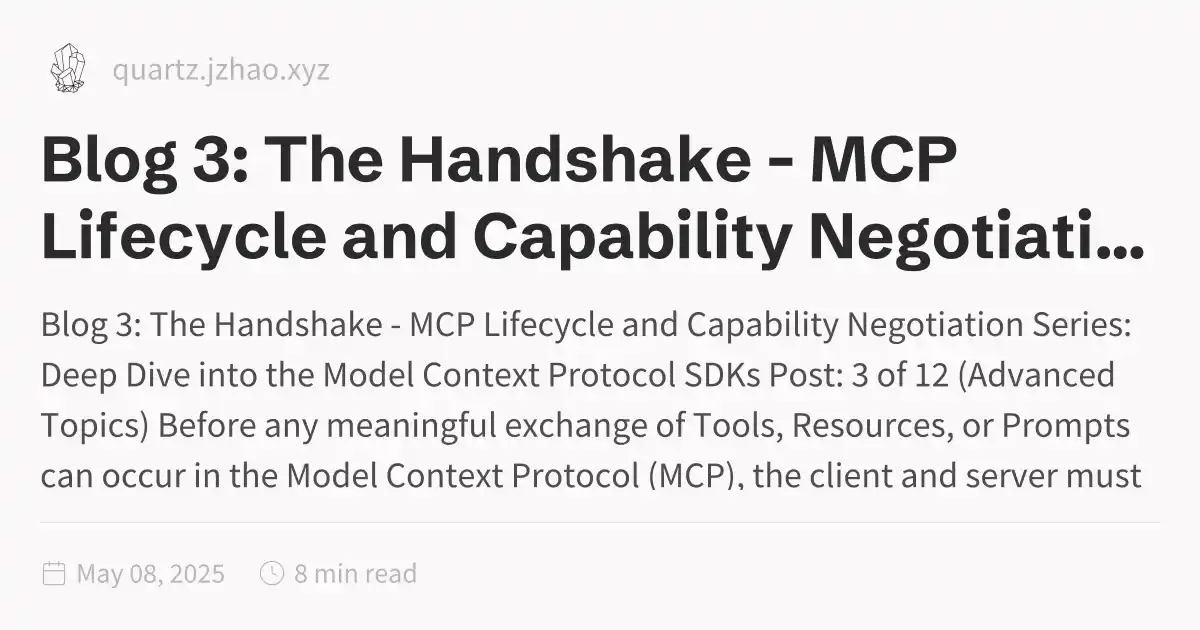 quartz.jzhao.xyz
Blog 3: The Handshake - MCP
Lifecycle and Capability Negotiati...
Blog 3: The Handshake - MCP Lifecycle and Capability Negotiation Series:
Deep Dive into the Model Context Protocol SDKs Post: 3 of 12 (Advanced
Topics) Before any meaningful exchange of Tools, Resources, or Prompts
can occur in the Model Context Protocol (MCP), the client and server must
May 08, 2025
8 min read